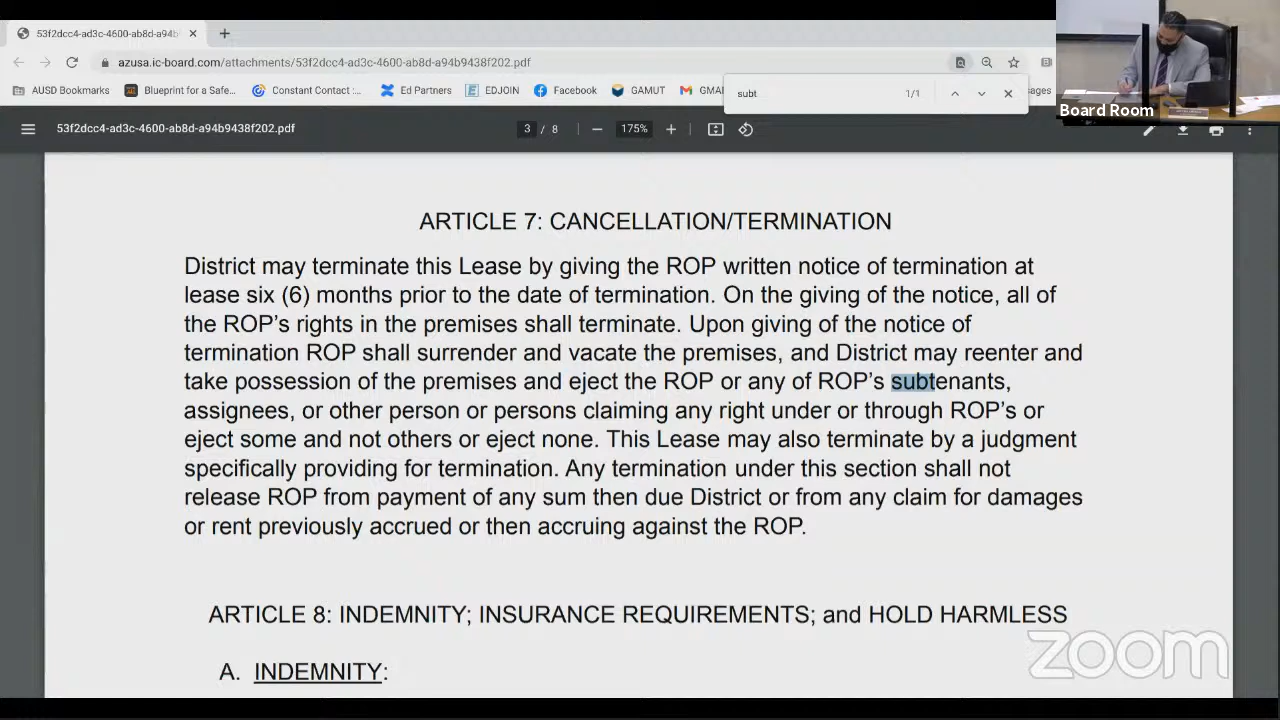 53f2dcc4-ad3c-4600-ab8d-a94b
azusa.ic-board.com/attachments/53f2dcc4-ad3c-4600-ab8d-a94b9438f202.pdf
AUSD Bookmarks Blueprint for a Safe... Constant Contact :... Ed Partners EDJOIN Facebook GAMUT GMAI
subt 1/1
Board Room
53f2dcc4-ad3c-4600-ab8d-a94b9438f202.pdf 3 / 8 175%
ARTICLE 7: CANCELLATION/TERMINATION
District may terminate this Lease by giving the ROP written notice of termination at
lease six (6) months prior to the date of termination. On the giving of the notice, all of
the ROP’s rights in the premises shall terminate. Upon giving of the notice of
termination ROP shall surrender and vacate the premises, and District may reenter and
take possession of the premises and eject the ROP or any of ROP’s subtenants,
assignees, or other person or persons claiming any right under or through ROP’s or
eject some and not others or eject none. This Lease may also terminate by a judgment
specifically providing for termination. Any termination under this section shall not
release ROP from payment of any sum then due District or from any claim for damages
or rent previously accrued or then accruing against the ROP.
ARTICLE 8: INDEMNITY; INSURANCE REQUIREMENTS; and HOLD HARMLESS
A. INDEMNITY:
zoom